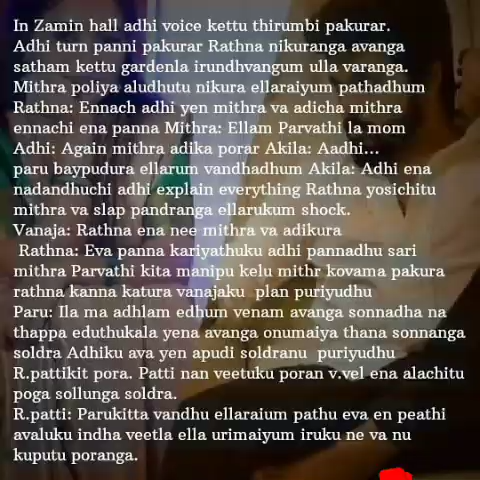 In Zamin hall adhi voice kettu thirumbi pakurar.
Adhi turn panni pakurar Rathna nikuranga avanga
satham kettu gardenla irundhvangum ulla varanga.
Mithra poliya aludhutu nikura ellaraiyum pathadhum
Rathna: Ennach adhi yen mithra va adicha mithra
ennachi ena panna Mithra: Ellam Parvathi la mom
Adhi: Again mithra adika porar Akila: Aadhi...
paru baypudura ellarum vandhadhum Akila: Adhi ena
nadandhuchi adhi explain everything Rathna yosichitu
mithra va slap pandranga ellarukum shock.
Vanaja: Rathna ena nee mithra va adikura
Rathna: Eva panna kariyathuku adhi pannadhu sari
mithra Parvathi kita manipu kelu mithr kovama pakura
rathna kanna katura vanajaku plan puriyudhu
Paru: Ila ma adhlam edhum venam avanga sonnadha na
thappa eduthukala yena avanga onumaiya thana sonnanga
soldra Adhiku ava yen apudi soldranu puriyudhu
R.pattikit pora. Patti nan veetuku poran v.vel ena alachitu
poga sollunga soldra.
R.patti: Parukitta vandhu ellaraium pathu eva en peathi
avaluku indha veetla ella urimaiyum iruku ne va nu
kuputu poranga.